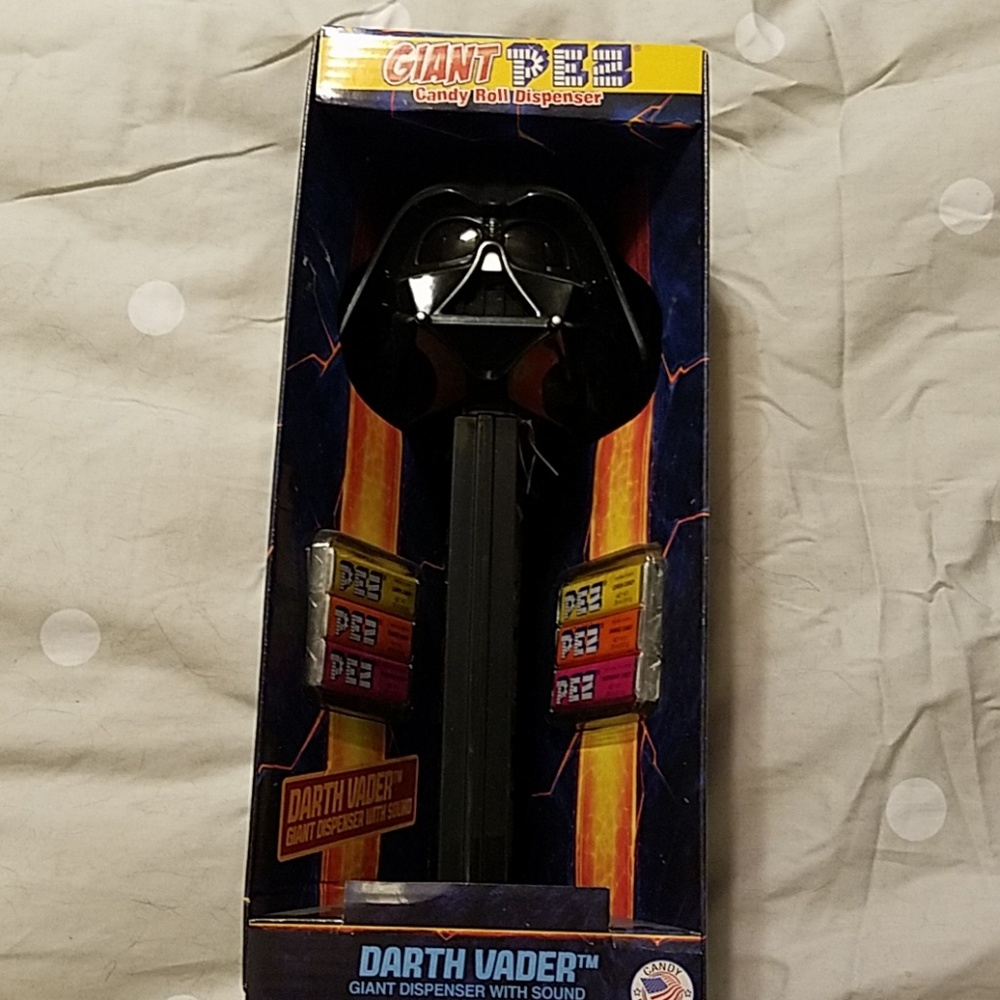 GIANT PEZ®
Candy Roll Dispenser
PEZ
PEZ
PEZ
PEZ
PEZ
PEZ
DARTH VADER™
GIANT DISPENSER WITH SOUND
DARTH VADER™
GIANT DISPENSER WITH SOUND
CANDY